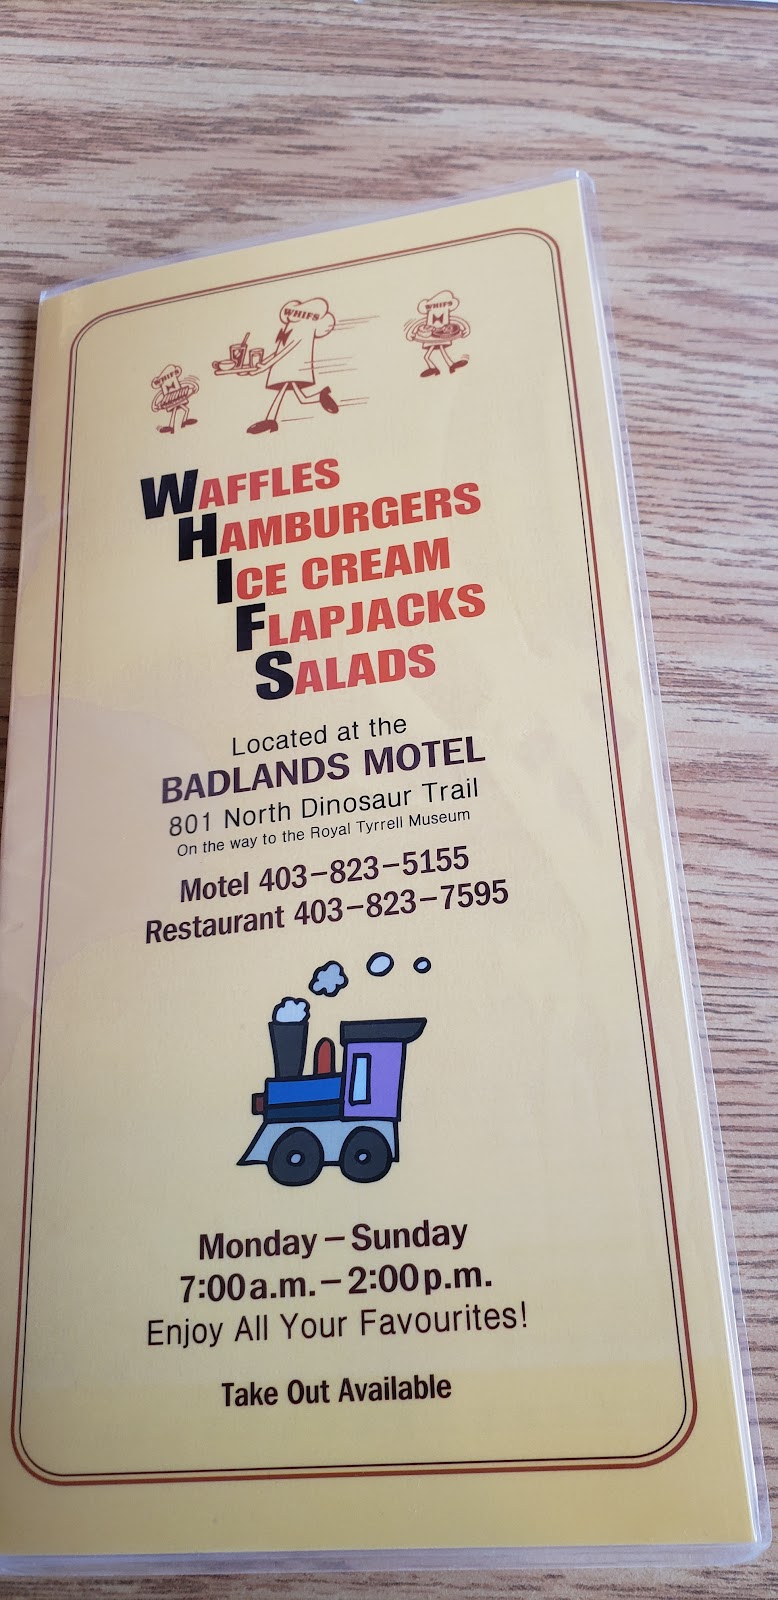 WHIFS
WHIFS
WHIFS
WAFFLES
HAMBURGERS
ICE CREAM
FLAPJACKS
SALADS
Located at the
BADLANDS MOTEL
801 North Dinosaur Trail
On the way to the Royal Tyrrell Museum
Motel 403-823-5155
Restaurant 403-823-7595
Monday – Sunday
7:00 a.m. – 2:00 p.m.
Enjoy All Your Favourites!
Take Out Available